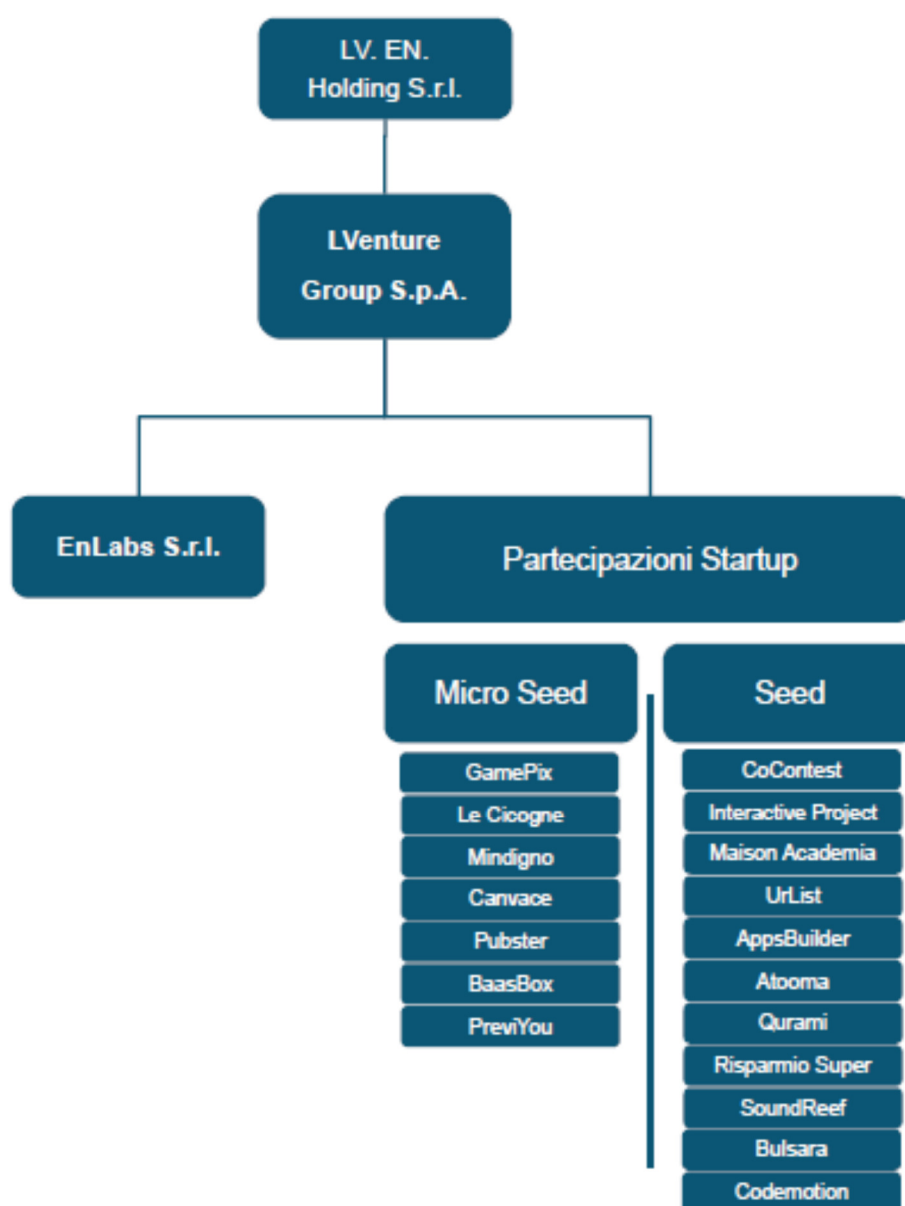 LV. EN.
Holding S.r.l.
LVenture
Group S.p.A.
EnLabs S.r.l.
Partecipazioni Startup
Micro Seed
GamePix
Le Cicogne
Mindigno
Canvace
Pubster
BaasBox
PreviYou
Seed
CoContest
Interactive Project
Maison Academia
UrList
AppsBuilder
Atooma
Qurami
Risparmio Super
SoundReef
Bulsara
Codemotion